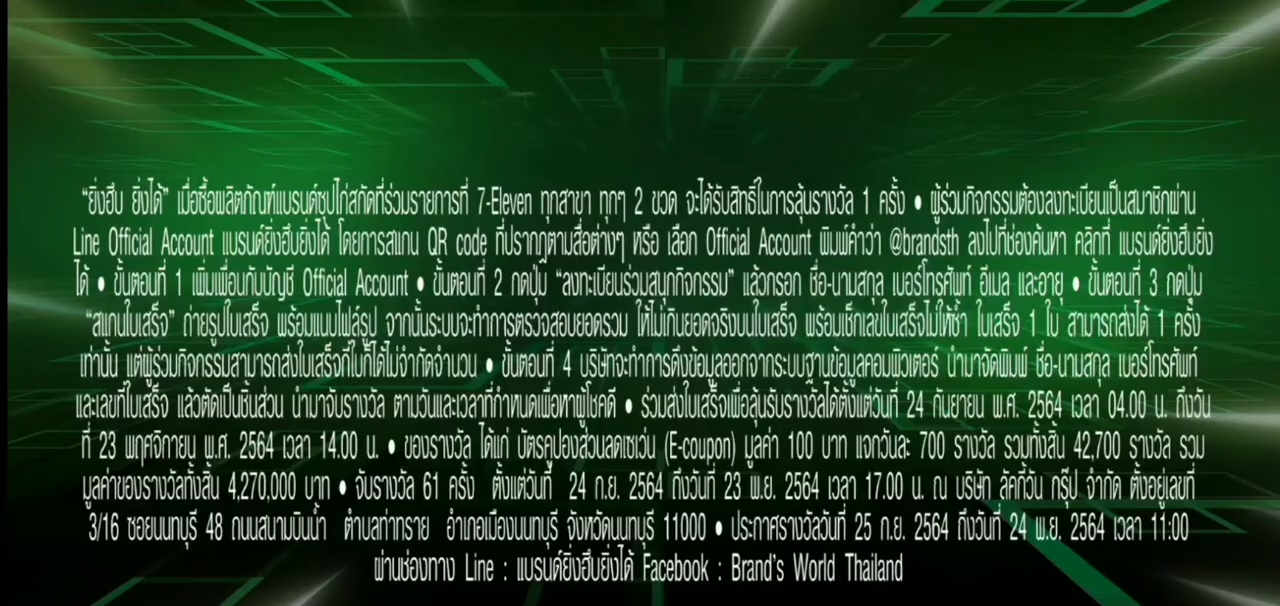 “ยิ่งฮึบ ยิ่งได้” เมื่อซื้อผลิตภัณฑ์แบรนด์ซุปไก่สกัดที่ร่วมรายการที่ 7-Eleven ทุกสาขา ทุกๆ 2 ขวด จะได้รับสิทธิ์ในการลุ้นรางวัล 1 ครั้ง • ผู้ร่วมกิจกรรมต้องลงทะเบียนเป็นสมาชิกผ่าน
Line Official Account แบรนด์ยิ่งฮึบยิ่งได้ โดยการสแกน QR code ที่ปรากฏตามสื่อต่างๆ หรือ เลือก Official Account พิมพ์คำว่า @brandsth ลงไปที่ช่องค้นหา คลิกที่ แบรนด์ยิ่งฮึบยิ่ง
ได้ • ขั้นตอนที่ 1 เพิ่มเพื่อนกับบัญชี Official Account • ขั้นตอนที่ 2 กดปุ่ม “ลงทะเบียนร่วมสนุกกิจกรรม” แล้วกรอก ชื่อ-นามสกุล เบอร์โทรศัพท์ อีเมล และอายุ • ขั้นตอนที่ 3 กดปุ่ม
“สแกนใบเสร็จ” ถ่ายรูปใบเสร็จ พร้อมแนบไฟล์รูป จากนั้นระบบจะทำการตรวจสอบยอดรวม ให้ไม่เกินยอดจริงบนใบเสร็จ พร้อมเช็กเลขใบเสร็จไม่ให้ซ้ำ ใบเสร็จ 1 ใบ สามารถส่งได้ 1 ครั้ง
เท่านั้น แต่ผู้ร่วมกิจกรรมสามารถส่งใบเสร็จกี่ใบก็ได้ไม่จำกัดจำนวน • ขั้นตอนที่ 4 บริษัทจะทำการดึงข้อมูลออกจากระบบฐานข้อมูลคอมพิวเตอร์ นำมาจัดพิมพ์ ชื่อ-นามสกุล เบอร์โทรศัพท์
และเลขที่ใบเสร็จ แล้วตัดเป็นชิ้นส่วน นำมาจับรางวัล ตามวันและเวลาที่กำหนดเพื่อหาผู้โชคดี • ร่วมส่งใบเสร็จเพื่อลุ้นรับรางวัลได้ตั้งแต่วันที่ 24 กันยายน พ.ศ. 2564 เวลา 04.00 น. ถึงวัน
ที่ 23 พฤศจิกายน พ.ศ. 2564 เวลา 14.00 น. • ของรางวัล ได้แก่ บัตรคูปองส่วนลดเซเว่น (E-coupon) มูลค่า 100 บาท แจกวันละ 700 รางวัล รวมทั้งสิ้น 42,700 รางวัล รวม
มูลค่าของรางวัลทั้งสิ้น 4,270,000 บาท • จับรางวัล 61 ครั้ง ตั้งแต่วันที่ 24 ก.ย. 2564 ถึงวันที่ 23 พ.ย. 2564 เวลา 17.00 น. ณ บริษัท ลัคกี้วัน กรุ๊ป จำกัด ตั้งอยู่เลขที่
3/16 ซอยนนทบุรี 48 ถนนสนามบินน้ำ ตำบลท่าทราย อำเภอเมืองนนทบุรี จังหวัดนนทบุรี 11000 • ประกาศรางวัลวันที่ 25 ก.ย. 2564 ถึงวันที่ 24 พ.ย. 2564 เวลา 11:00
ผ่านช่องทาง Line : แบรนด์ยิ่งฮึบยิ่งได้ Facebook : Brand’s World Thailand